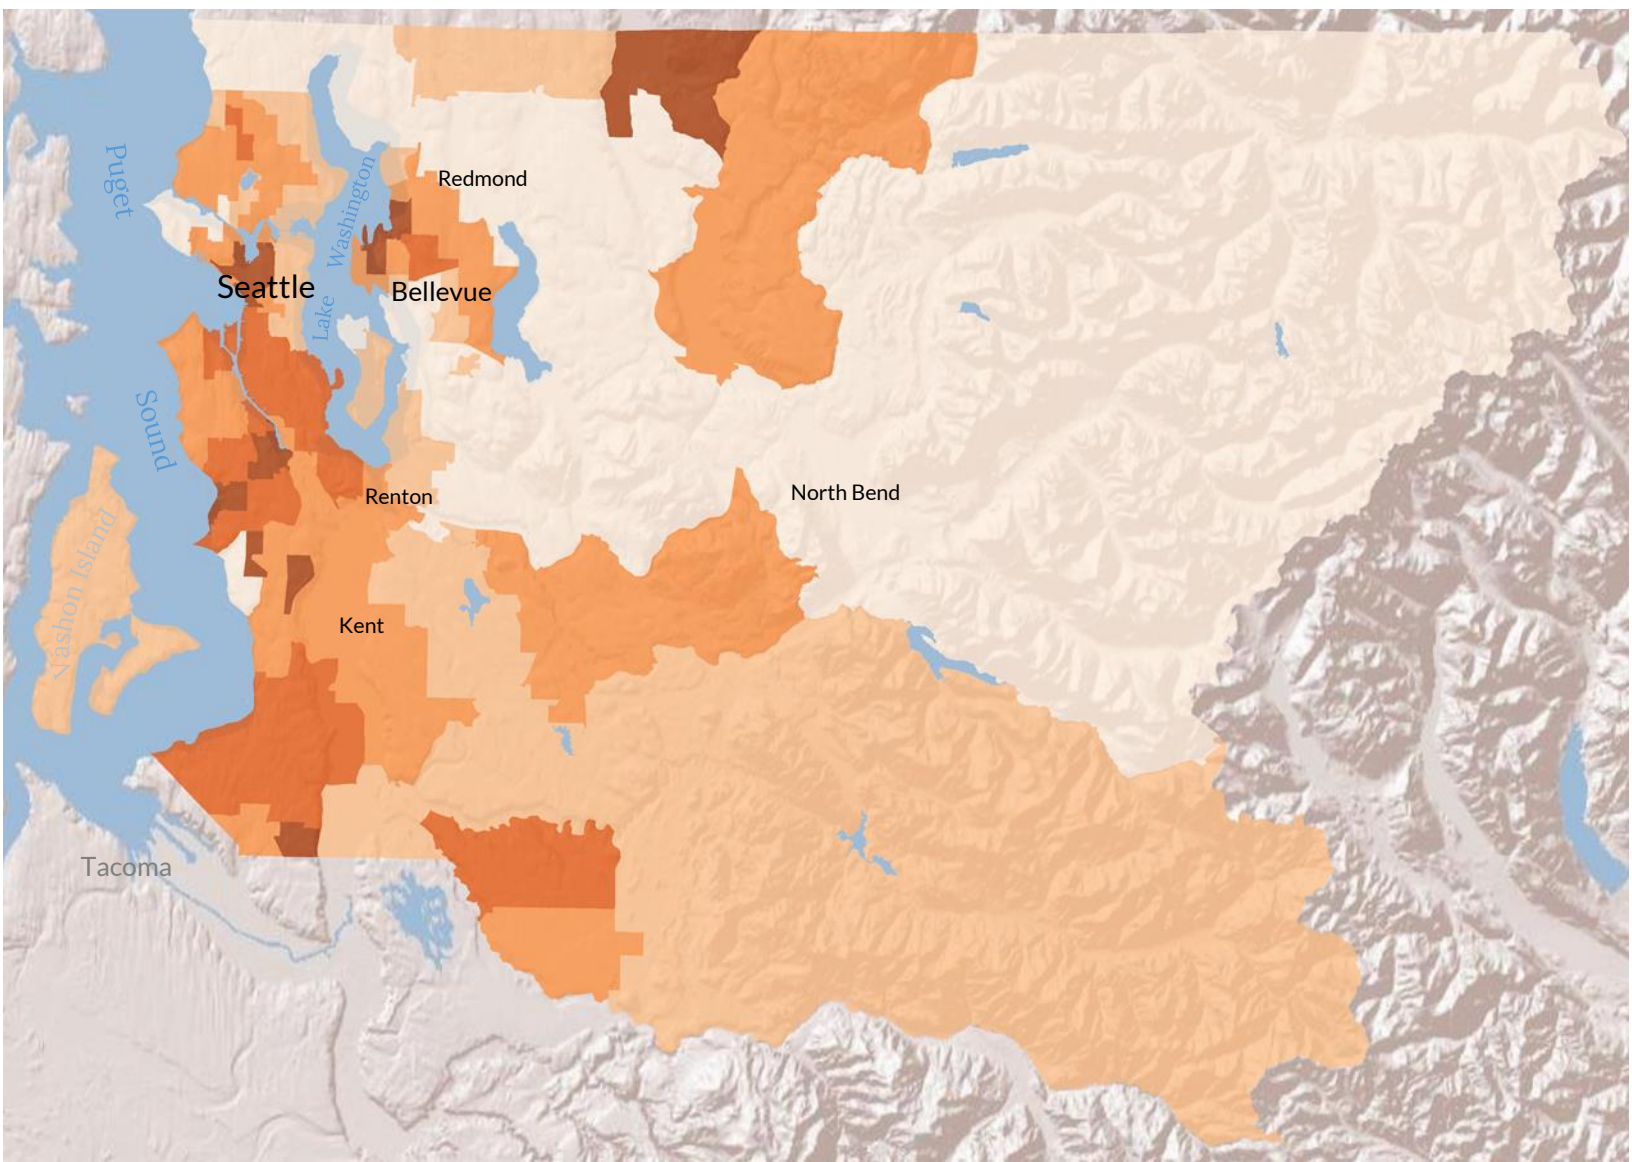 Puget
Sound
Lake
Washington
Redmond
Seattle
Bellevue
Renton
North Bend
Vashon Island
Kent
Tacoma